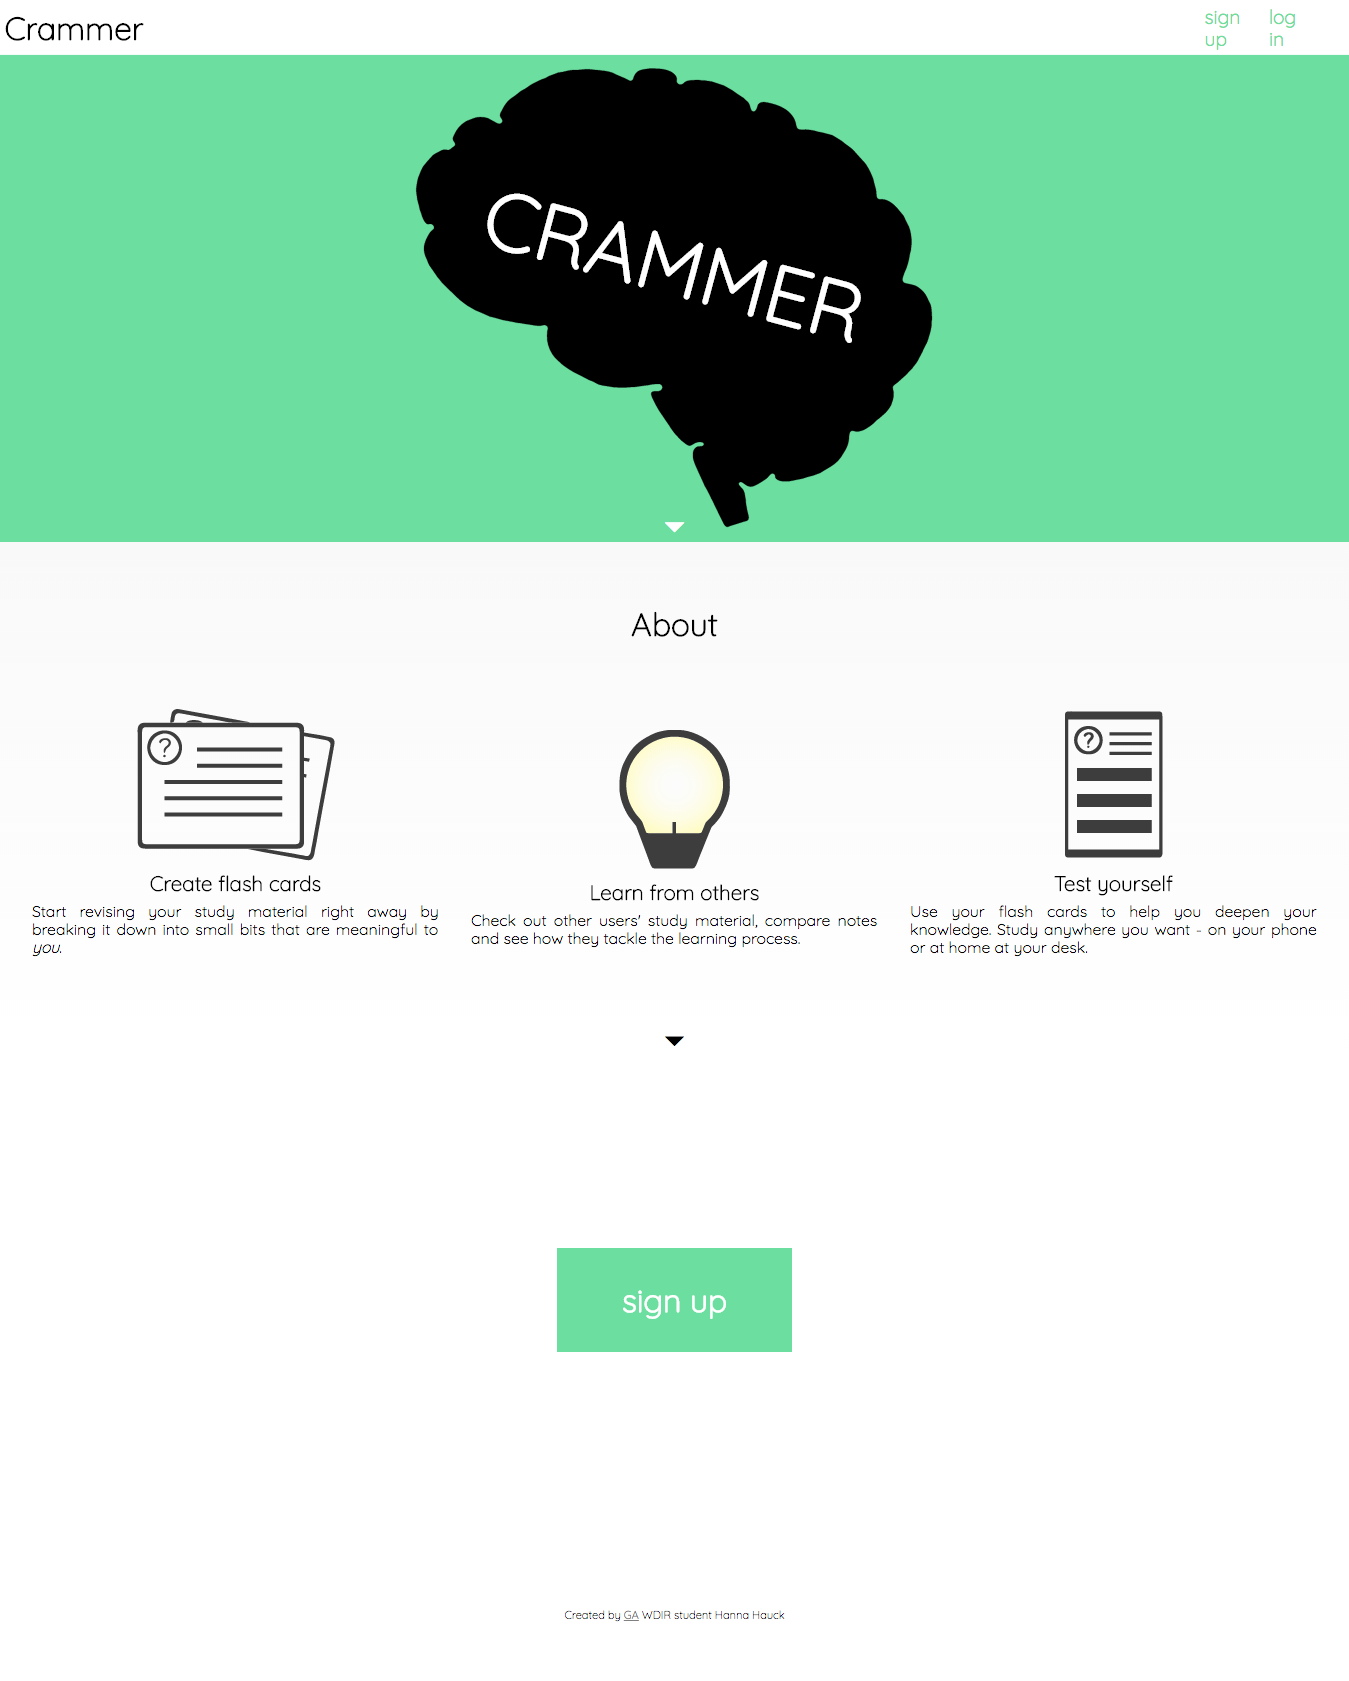 Crammer
sign
up
log
in
CRAMMER
About
?
?
Create flash cards
Start revising your study material right away by
breaking it down into small bits that are meaningful to
you.
Learn from others
Check out other users' study material, compare notes
and see how they tackle the learning process.
Test yourself
Use your flash cards to help you deepen your
knowledge. Study anywhere you want - on your phone
or at home at your desk.
sign up
Created by GA WDIR student Hanna Hauck